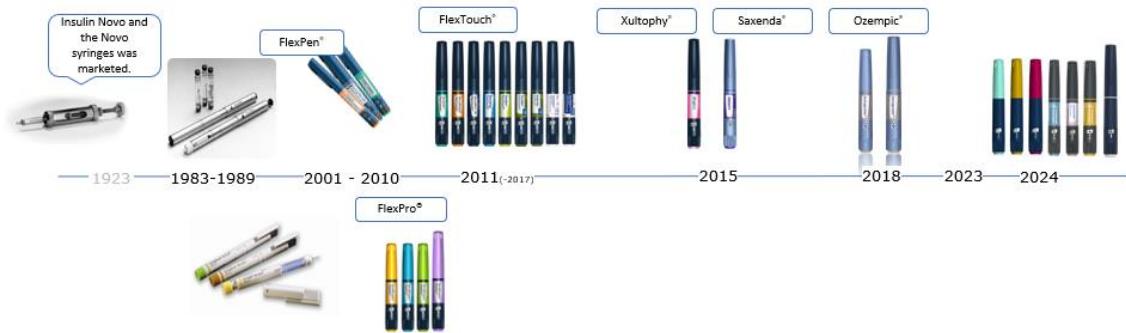 Insulin Novo and
the Novo
syringes was
marketed.
FlexPen®
FlexTouch®
Xultophy®
Saxenda®
Ozempic®
1923
1983-1989
2001 - 2010
2011(-2017)
2015
2018
2023
2024
FlexPro®